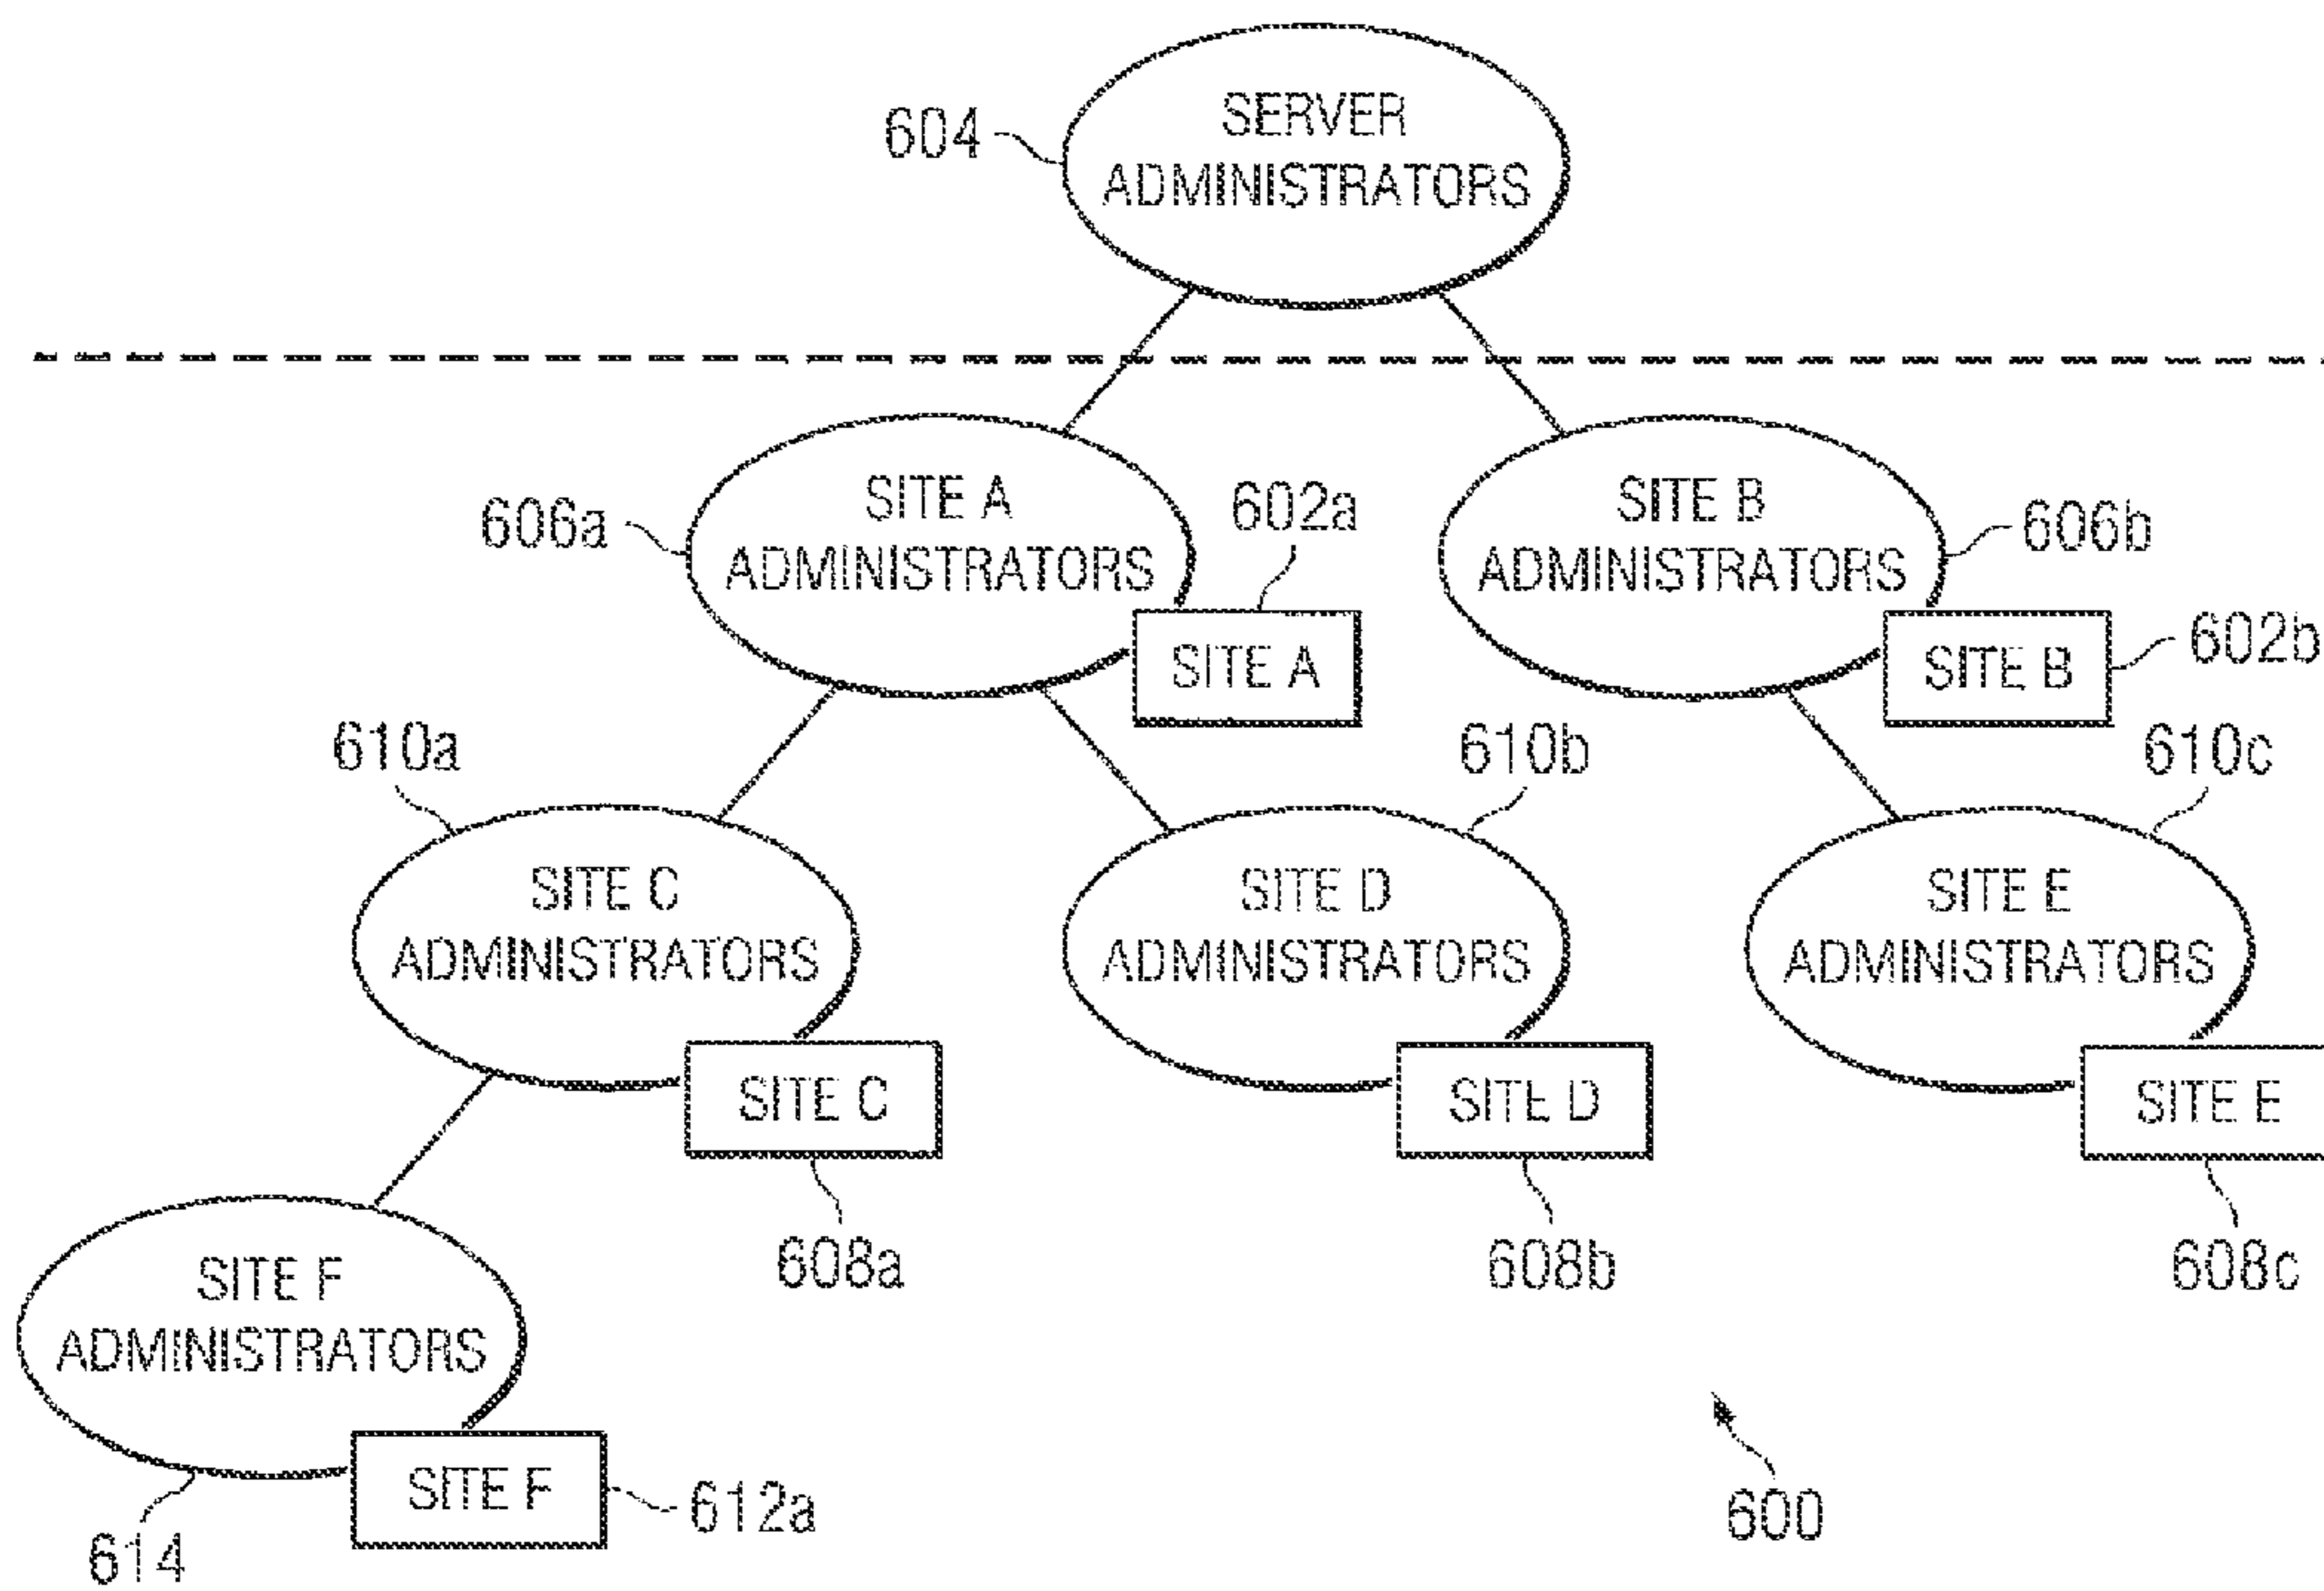 604
SERVER
ADMINISTRATORS
606a
SITE A
ADMINISTRATORS
602a
SITE A
SITE B
ADMINISTRATORS
606b
602b
SITE B
610a
SITE C
ADMINISTRATORS
SITE C
608a
610b
SITE D
ADMINISTRATORS
SITE D
608b
610c
SITE E
ADMINISTRATORS
SITE E
608c
SITE F
ADMINISTRATORS
SITE F
612a
614
600